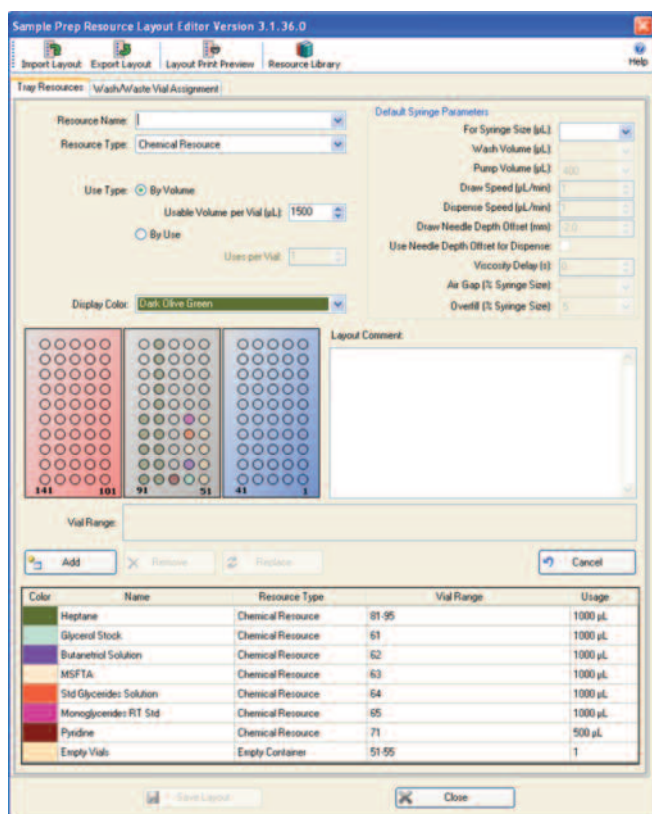 Sample Prep Resource Layout Editor Version 3.1.36.0
Import Layout Export Layout Layout Print Preview Resource Library Help
Tray Resources Wash/Waste Vial Assignment
Resource Name:
Resource Type: Chemical Resource
Use Type: By Volume
Usable Volume per Vial (µL): 1500
By Use
Uses per Vial: 1
Display Color: Dark Olive Green
Default Syringe Parameters
For Syringe Size (µL):
Wash Volume (µL):
Pump Volume (µL):
Draw Speed (µL/min): 1
Dispense Speed (µL/min): 1
Draw Needle Depth Offset (mm): -2.0
Use Needle Depth Offset for Dispense:
Viscosity Delay (s): 0
Air Gap (% Syringe Size):
Overfill (% Syringe Size): 5
141 101 91 51 41 1
Layout Comment:
Vial Range:
Add Remove Replace Cancel
Color Name Resource Type Vial Range Usage
Heptane Chemical Resource 81-95 1000 µL
Glycerol Stock Chemical Resource 61 1000 µL
Butanetriol Solution Chemical Resource 62 1000 µL
MSFTA Chemical Resource 63 1000 µL
Std Glycerides Solution Chemical Resource 64 1000 µL
Monoglycerides RT Std Chemical Resource 65 1000 µL
Pyridine Chemical Resource 71 500 µL
Empty Vials Empty Container 51-55 1
Save Layout Close